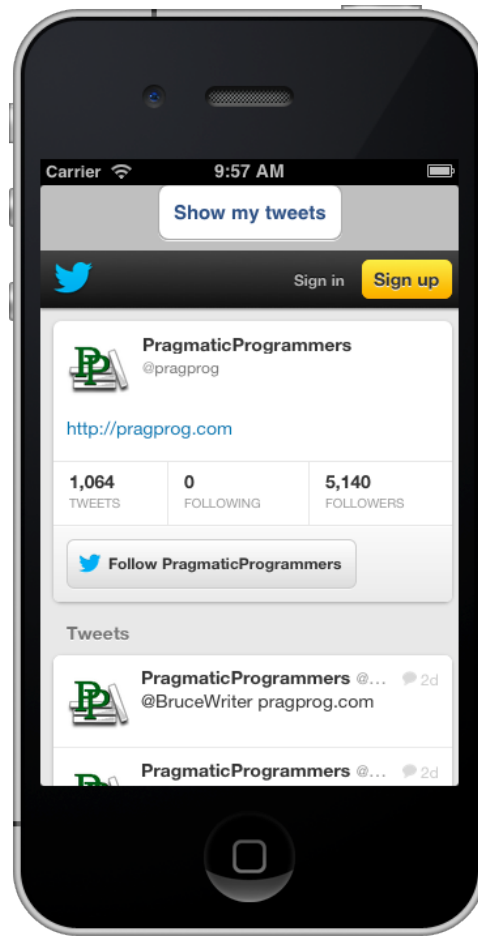 Carrier 9:57 AM
Show my tweets
Sign in Sign up
PragmaticProgrammers
@pragprog
http://pragprog.com
1,064 0 5,140
TWEETS FOLLOWING FOLLOWERS
Follow PragmaticProgrammers
Tweets
PragmaticProgrammers @... 2d
@BruceWriter pragprog.com
PragmaticProgrammers @... 2d